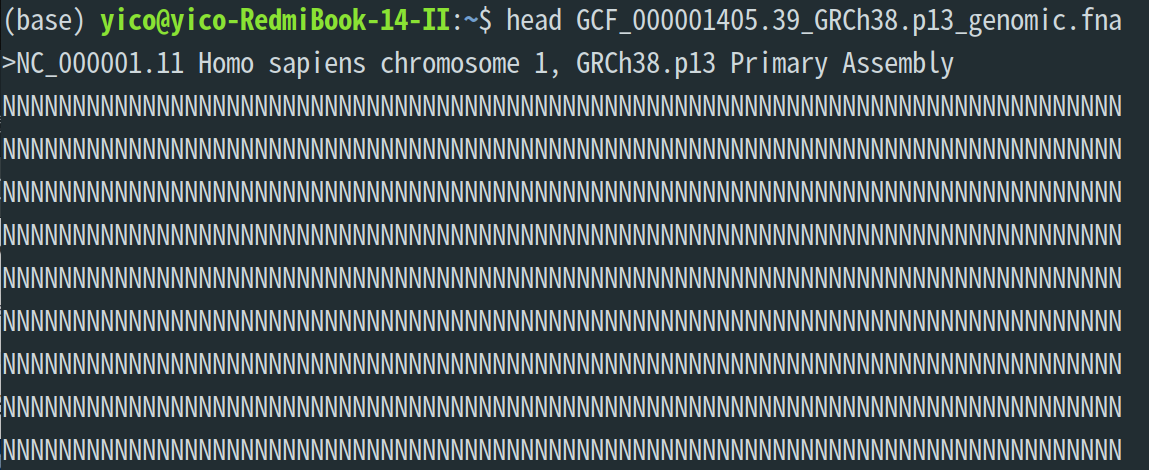 (base) yico@yico-RedmiBook-14-II:~$ head GCF_000001405.39_GRCh38.p13_genomic.fna
>NC_000001.11 Homo sapiens chromosome 1, GRCh38.p13 Primary Assembly
NNNNNNNNNNNNNNNNNNNNNNNNNNNNNNNNNNNNNNNNNNNNNNNNNNNNNNNNNNNNNNNNNNNNNNNNNNNNNNNN
NNNNNNNNNNNNNNNNNNNNNNNNNNNNNNNNNNNNNNNNNNNNNNNNNNNNNNNNNNNNNNNNNNNNNNNNNNNNNNNN
NNNNNNNNNNNNNNNNNNNNNNNNNNNNNNNNNNNNNNNNNNNNNNNNNNNNNNNNNNNNNNNNNNNNNNNNNNNNNNNN
NNNNNNNNNNNNNNNNNNNNNNNNNNNNNNNNNNNNNNNNNNNNNNNNNNNNNNNNNNNNNNNNNNNNNNNNNNNNNNNN
NNNNNNNNNNNNNNNNNNNNNNNNNNNNNNNNNNNNNNNNNNNNNNNNNNNNNNNNNNNNNNNNNNNNNNNNNNNNNNNN
NNNNNNNNNNNNNNNNNNNNNNNNNNNNNNNNNNNNNNNNNNNNNNNNNNNNNNNNNNNNNNNNNNNNNNNNNNNNNNNN
NNNNNNNNNNNNNNNNNNNNNNNNNNNNNNNNNNNNNNNNNNNNNNNNNNNNNNNNNNNNNNNNNNNNNNNNNNNNNNNN
NNNNNNNNNNNNNNNNNNNNNNNNNNNNNNNNNNNNNNNNNNNNNNNNNNNNNNNNNNNNNNNNNNNNNNNNNNNNNNNN
NNNNNNNNNNNNNNNNNNNNNNNNNNNNNNNNNNNNNNNNNNNNNNNNNNNNNNNNNNNNNNNNNNNNNNNNNNNNNNNN